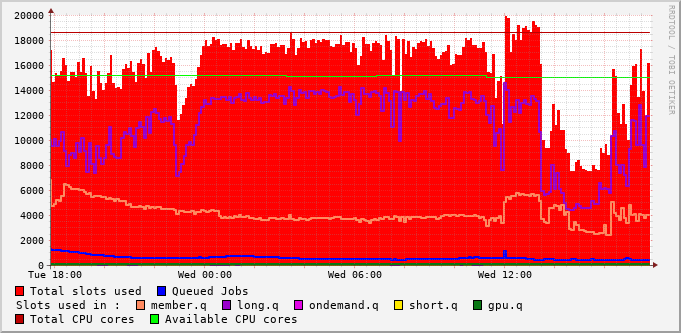 RRDTOOL / TOBI OETIKER
20000
18000
16000
14000
12000
10000
8000
6000
4000
2000
0
Tue 18:00 Wed 00:00 Wed 06:00 Wed 12:00
Total slots used Queued Jobs
Slots used in : member.q long.q ondemand.q short.q gpu.q
Total CPU cores Available CPU cores